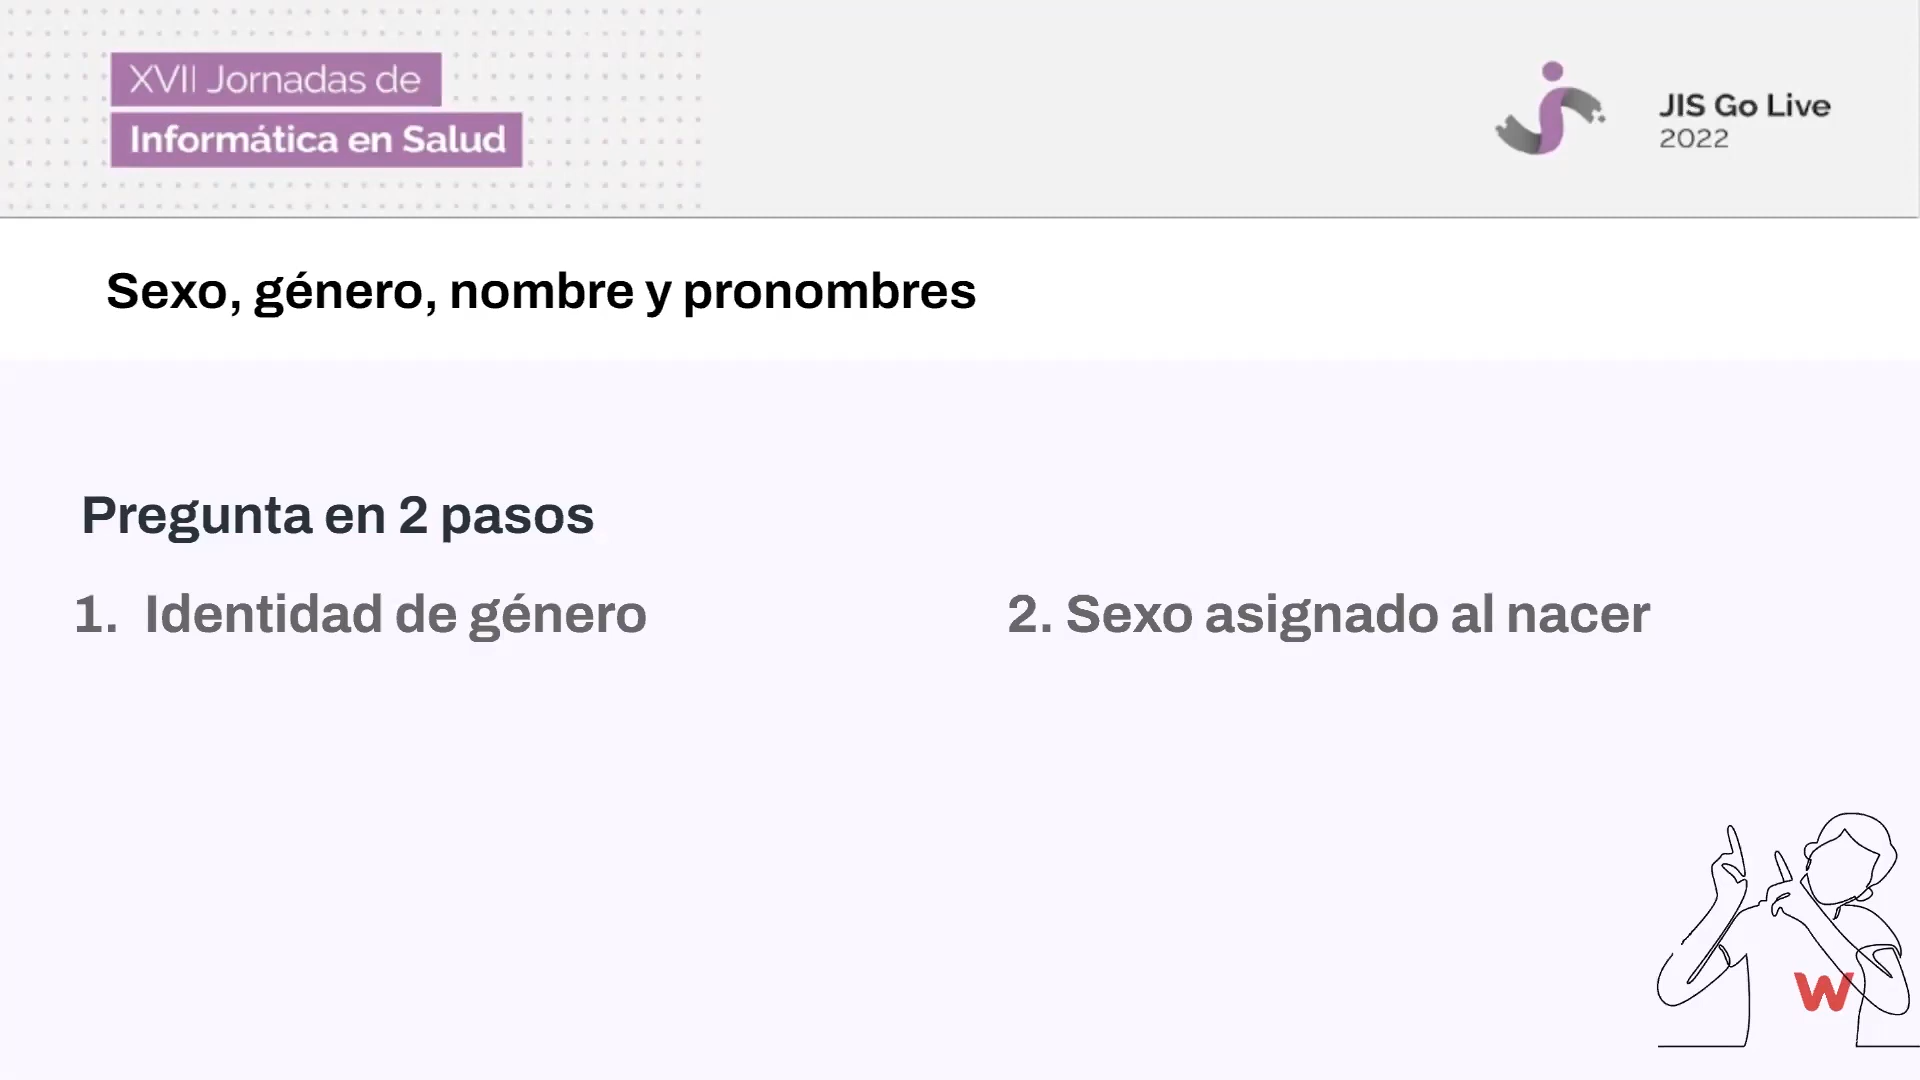 XVII Jornadas de
Informática en Salud
JIS Go Live
2022
Sexo, género, nombre y pronombres
Pregunta en 2 pasos
1. Identidad de género
2. Sexo asignado al nacer
W